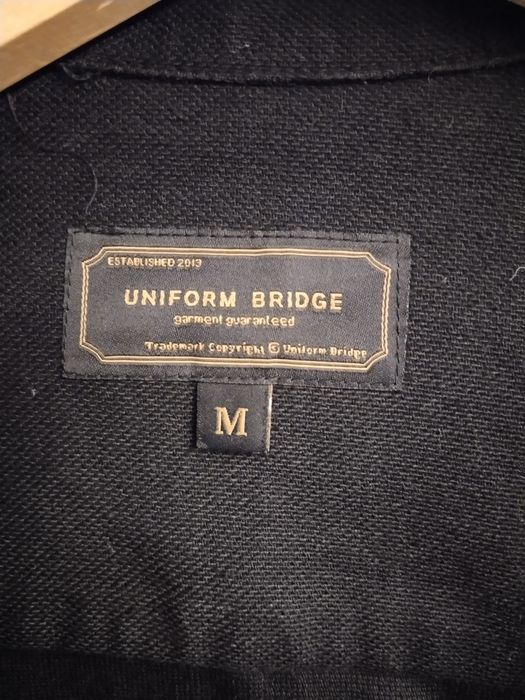 ESTABLISHED 2013
UNIFORM BRIDGE
garment guaranteed
Trademark Copyright © Uniform Bridge
M